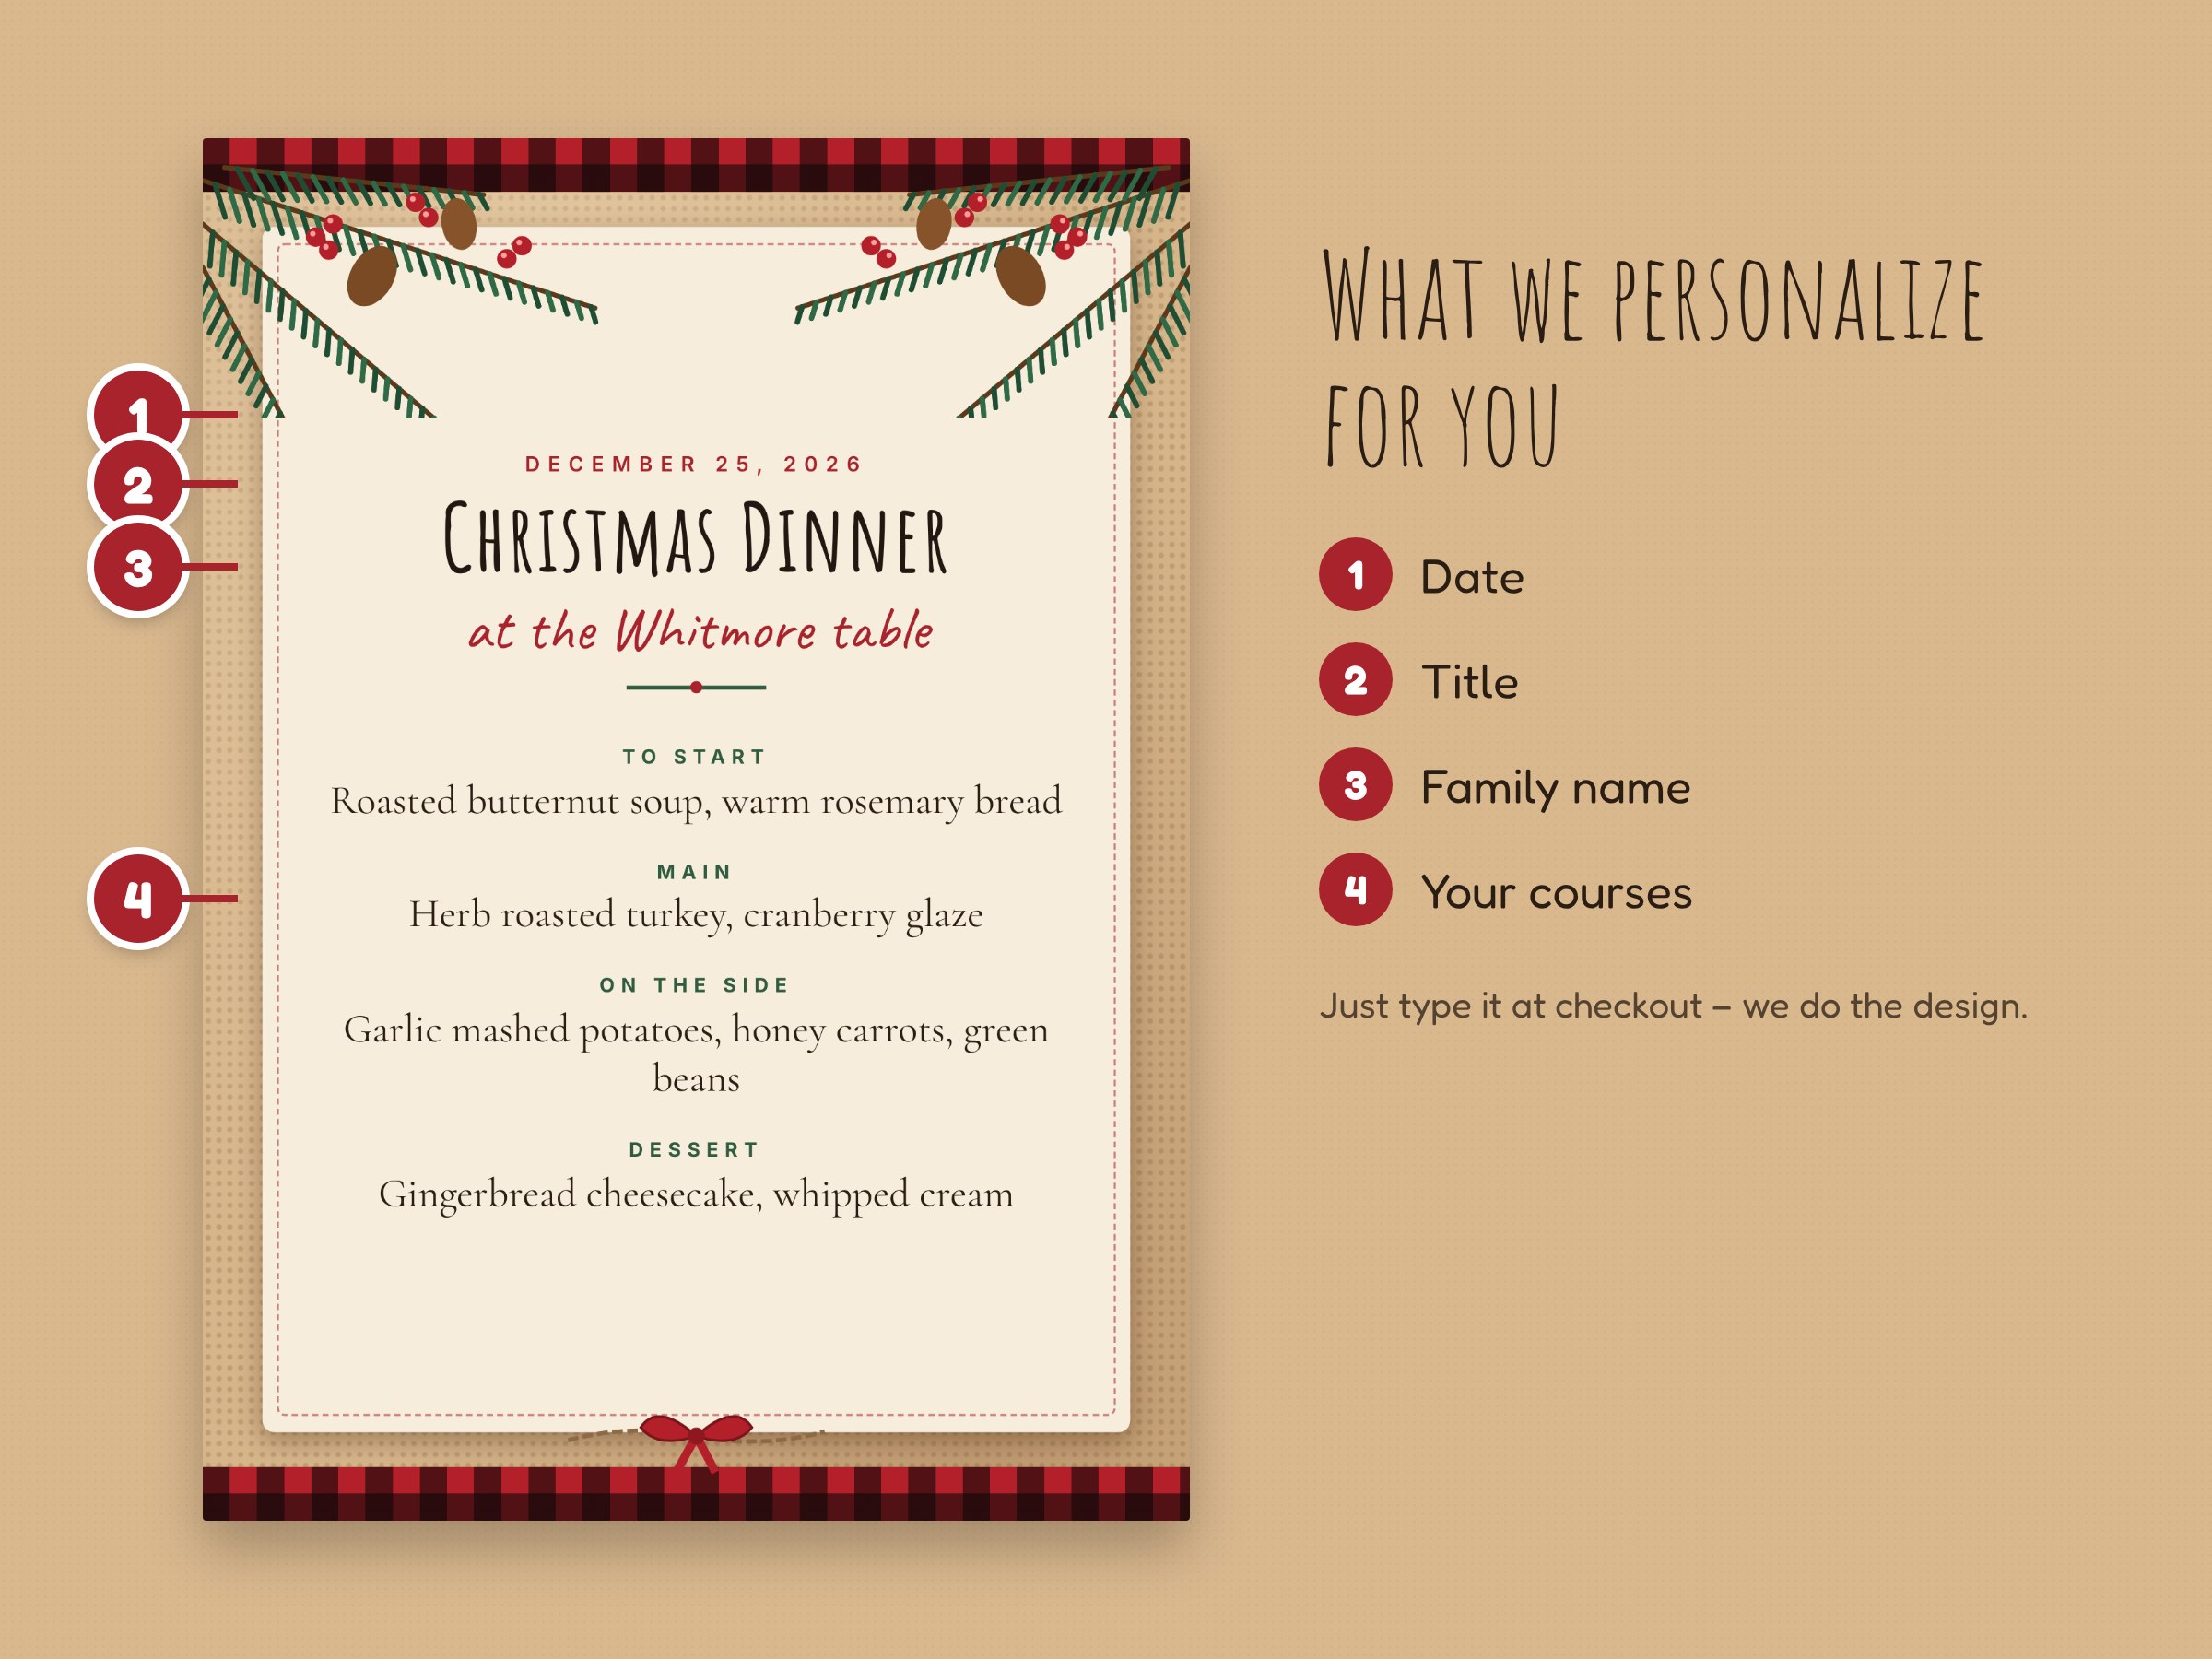 1
2
3
4
DECEMBER 25, 2026
Christmas Dinner
at the Whitmore table
TO START
Roasted butternut soup, warm rosemary bread
MAIN
Herb roasted turkey, cranberry glaze
ON THE SIDE
Garlic mashed potatoes, honey carrots, green
beans
DESSERT
Gingerbread cheesecake, whipped cream
What we personalize
for you
1 Date
2 Title
3 Family name
4 Your courses
Just type it at checkout – we do the design.